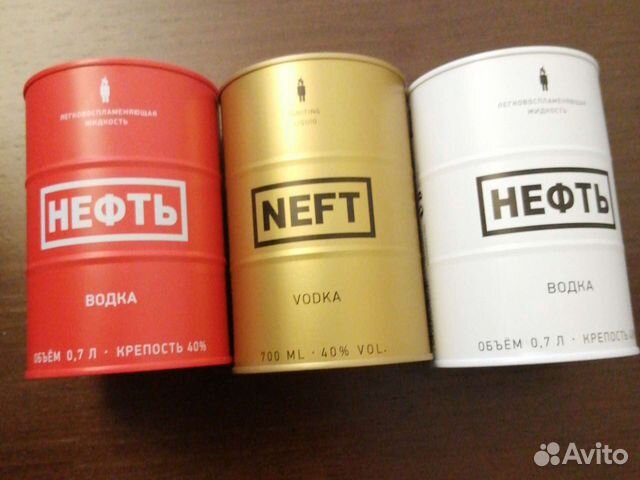 ЛЕГКОВОСПЛАМЕНЯЮЩАЯ
ЖИДКОСТЬ
НЕФТЬ
ВОДКА
ОБЪЁМ 0,7 Л · КРЕПОСТЬ 40%
LIQUID
NEFT
VODKA
700 ML · 40% VOL.
ЛЕГКОВОСПЛАМЕНЯЮЩАЯ
ЖИДКОСТЬ
НЕФТЬ
ВОДКА
ОБЪЁМ 0,7 Л · КРЕПОСТЬ
Avito